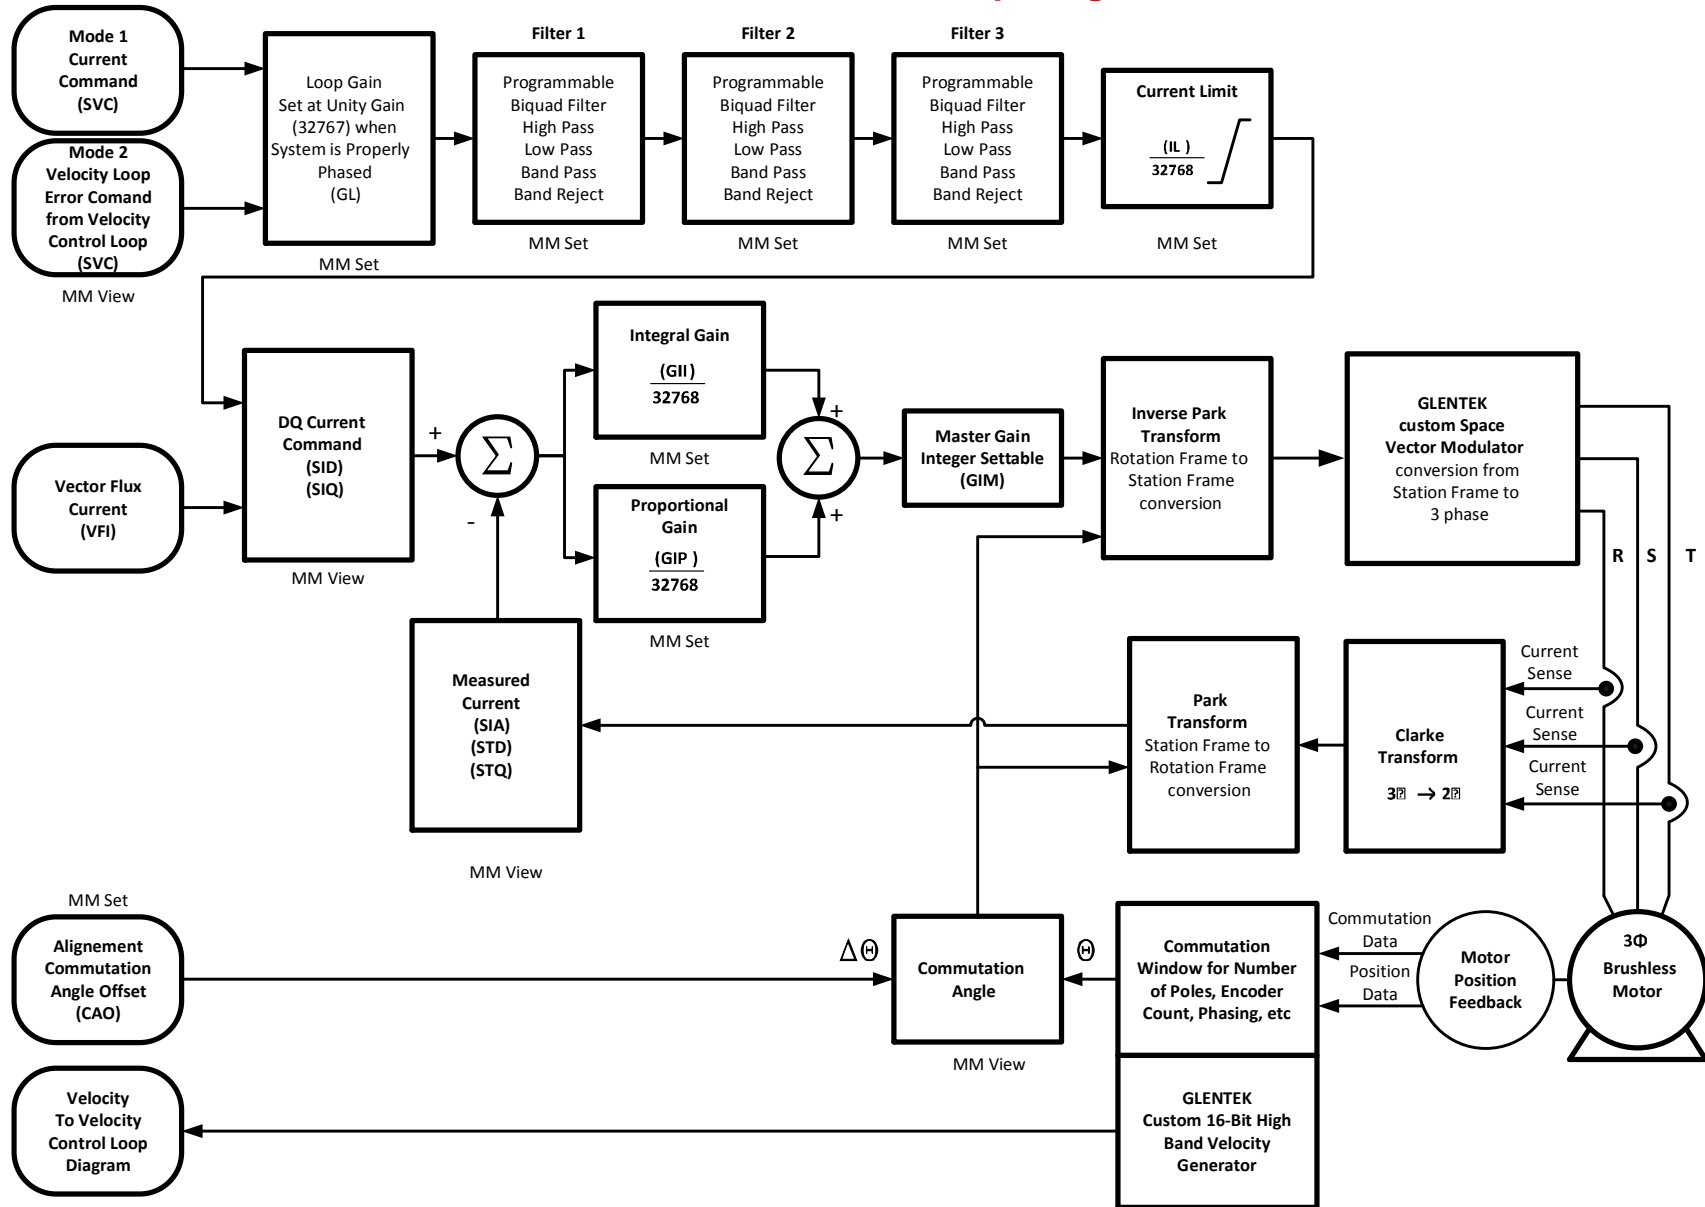 Mode 1
Current
Command
(SVC)
Mode 2
Velocity Loop
Error Comand
from Velocity
Control Loop
(SVC)
MM View
Loop Gain
Set at Unity Gain
(32767) when
System is Properly
Phased
(GL)
MM Set
Filter 1
Programmable
Biquad Filter
High Pass
Low Pass
Band Pass
Band Reject
MM Set
Filter 2
Programmable
Biquad Filter
High Pass
Low Pass
Band Pass
Band Reject
MM Set
Filter 3
Programmable
Biquad Filter
High Pass
Low Pass
Band Pass
Band Reject
MM Set
Current Limit
(IL )
32768
MM Set
Vector Flux
Current
(VFI)
DQ Current
Command
(SID)
(SIQ)
MM View
+
-
Σ
Integral Gain
(GII)
32768
MM Set
Proportional
Gain
(GIP )
32768
MM Set
+
Σ
+
Master Gain
Integer Settable
(GIM)
Inverse Park
Transform
Rotation Frame to
Station Frame
conversion
GLENTEK
custom Space
Vector Modulator
conversion from
Station Frame to
3 phase
R S T
Measured
Current
(SIA)
(STD)
(STQ)
MM View
Park
Transform
Station Frame to
Rotation Frame
conversion
Clarke
Transform
3 → 2
Current
Sense
Current
Sense
Current
Sense
MM Set
Alignement
Commutation
Angle Offset
(CAO)
ΔΘ
Commutation
Angle
MM View
Θ
Commutation
Window for Number
of Poles, Encoder
Count, Phasing, etc
Commutation
Data
Position
Data
Motor
Position
Feedback
3Φ
Brushless
Motor
Velocity
To Velocity
Control Loop
Diagram
GLENTEK
Custom 16-Bit High
Band Velocity
Generator